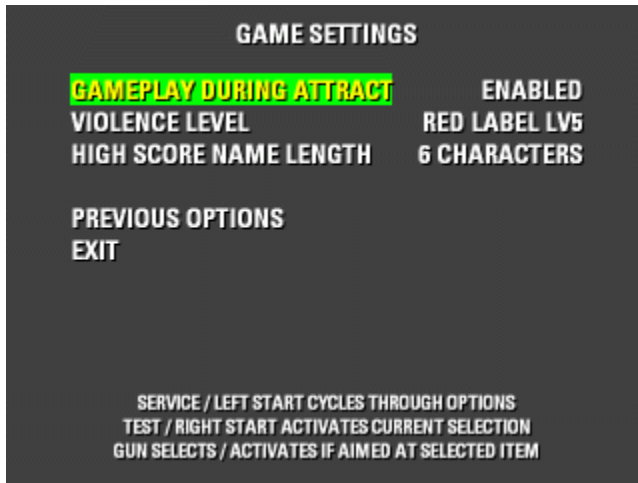 GAME SETTINGS
GAMEPLAY DURING ATTRACT ENABLED
VIOLENCE LEVEL RED LABEL LV5
HIGH SCORE NAME LENGTH 6 CHARACTERS
PREVIOUS OPTIONS
EXIT
SERVICE / LEFT START CYCLES THROUGH OPTIONS
TEST / RIGHT START ACTIVATES CURRENT SELECTION
GUN SELECTS / ACTIVATES IF AIMED AT SELECTED ITEM